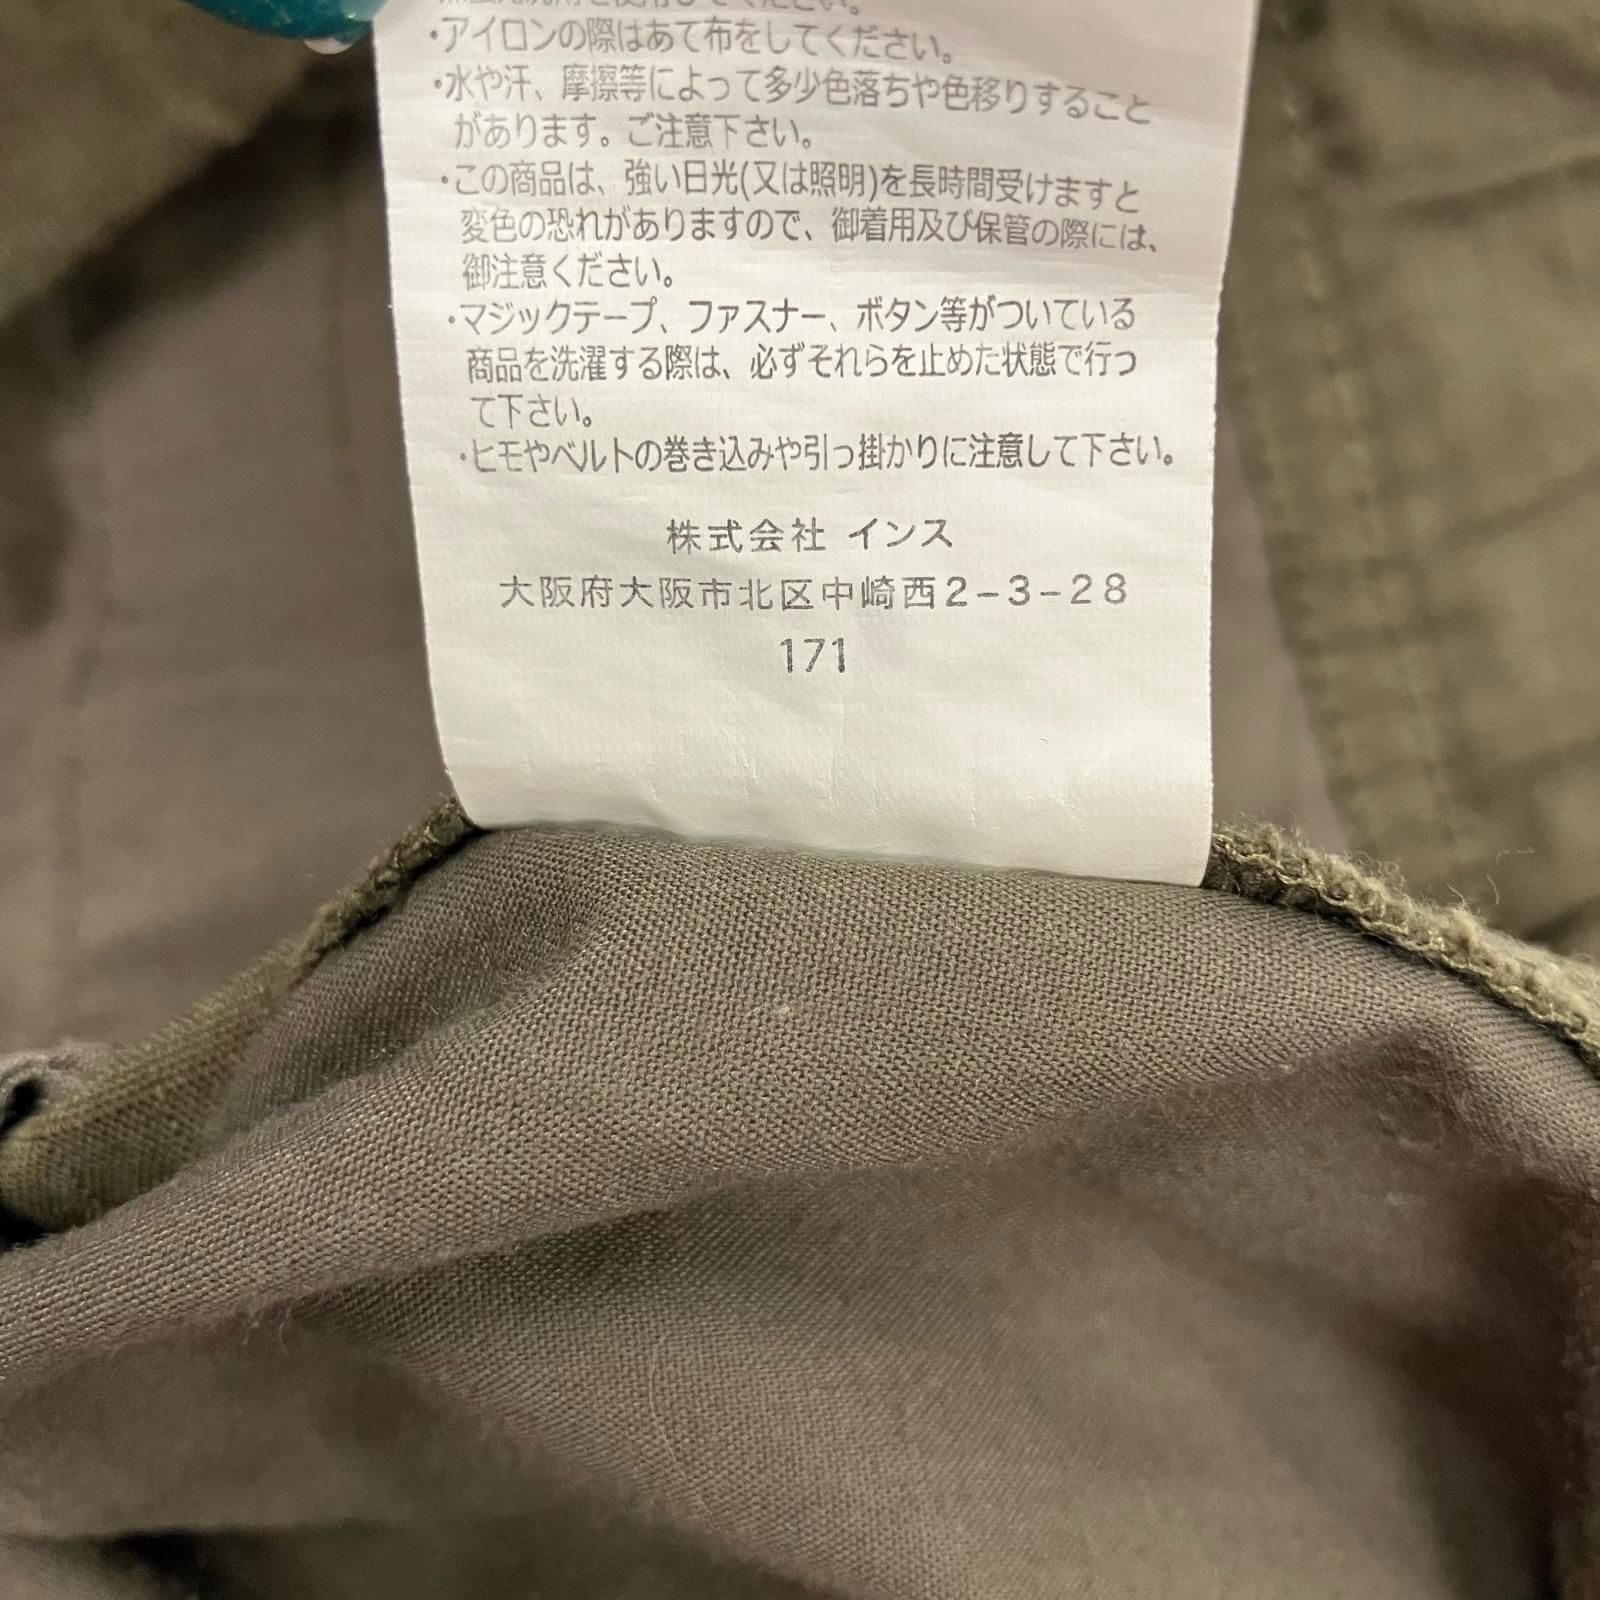 ・アイロンの際はあて布をしてください。
・水や汗、摩擦等によって多少色落ちや色移りすること
があります。ご注意下さい。
・この商品は、強い日光(又は照明)を長時間受けますと
変色の恐れがありますので、御着用及び保管の際には、
御注意ください。
・マジックテープ、ファスナー、ボタン等がついている
商品を洗濯する際は、必ずそれらを止めた状態で行っ
て下さい。
・ヒモやベルトの巻き込みや引っ掛かりに注意して下さい。
株式会社 インス
大阪府大阪市北区中崎西2-3-28
171